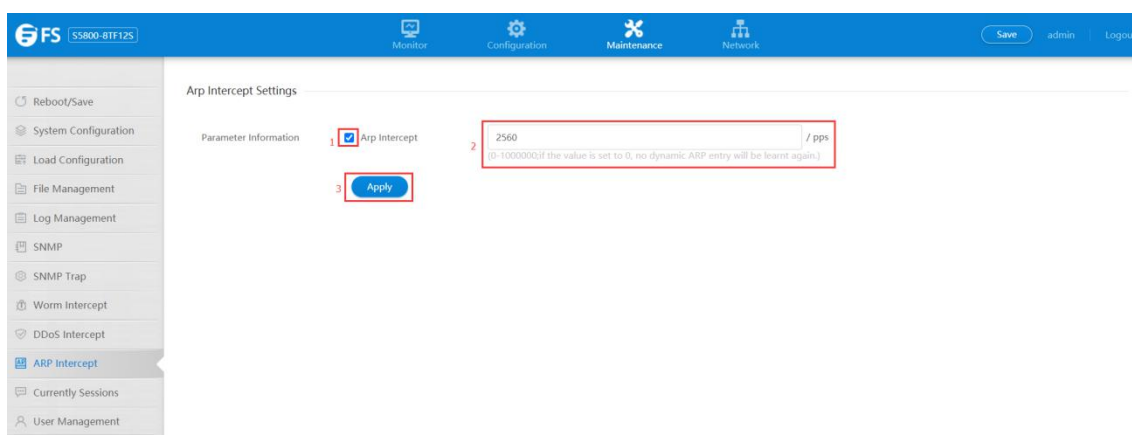 FS S5800-8TF12S
Monitor
Configuration
Maintenance
Network
Save admin Logou
Reboot/Save
System Configuration
Load Configuration
File Management
Log Management
SNMP
SNMP Trap
Worm Intercept
DDoS Intercept
ARP Intercept
Currently Sessions
User Management
Arp Intercept Settings
Parameter Information 1 Arp Intercept 2 2560 / pps
(0-1000000;if the value is set to 0, no dynamic ARP entry will be learnt again.)
3 Apply